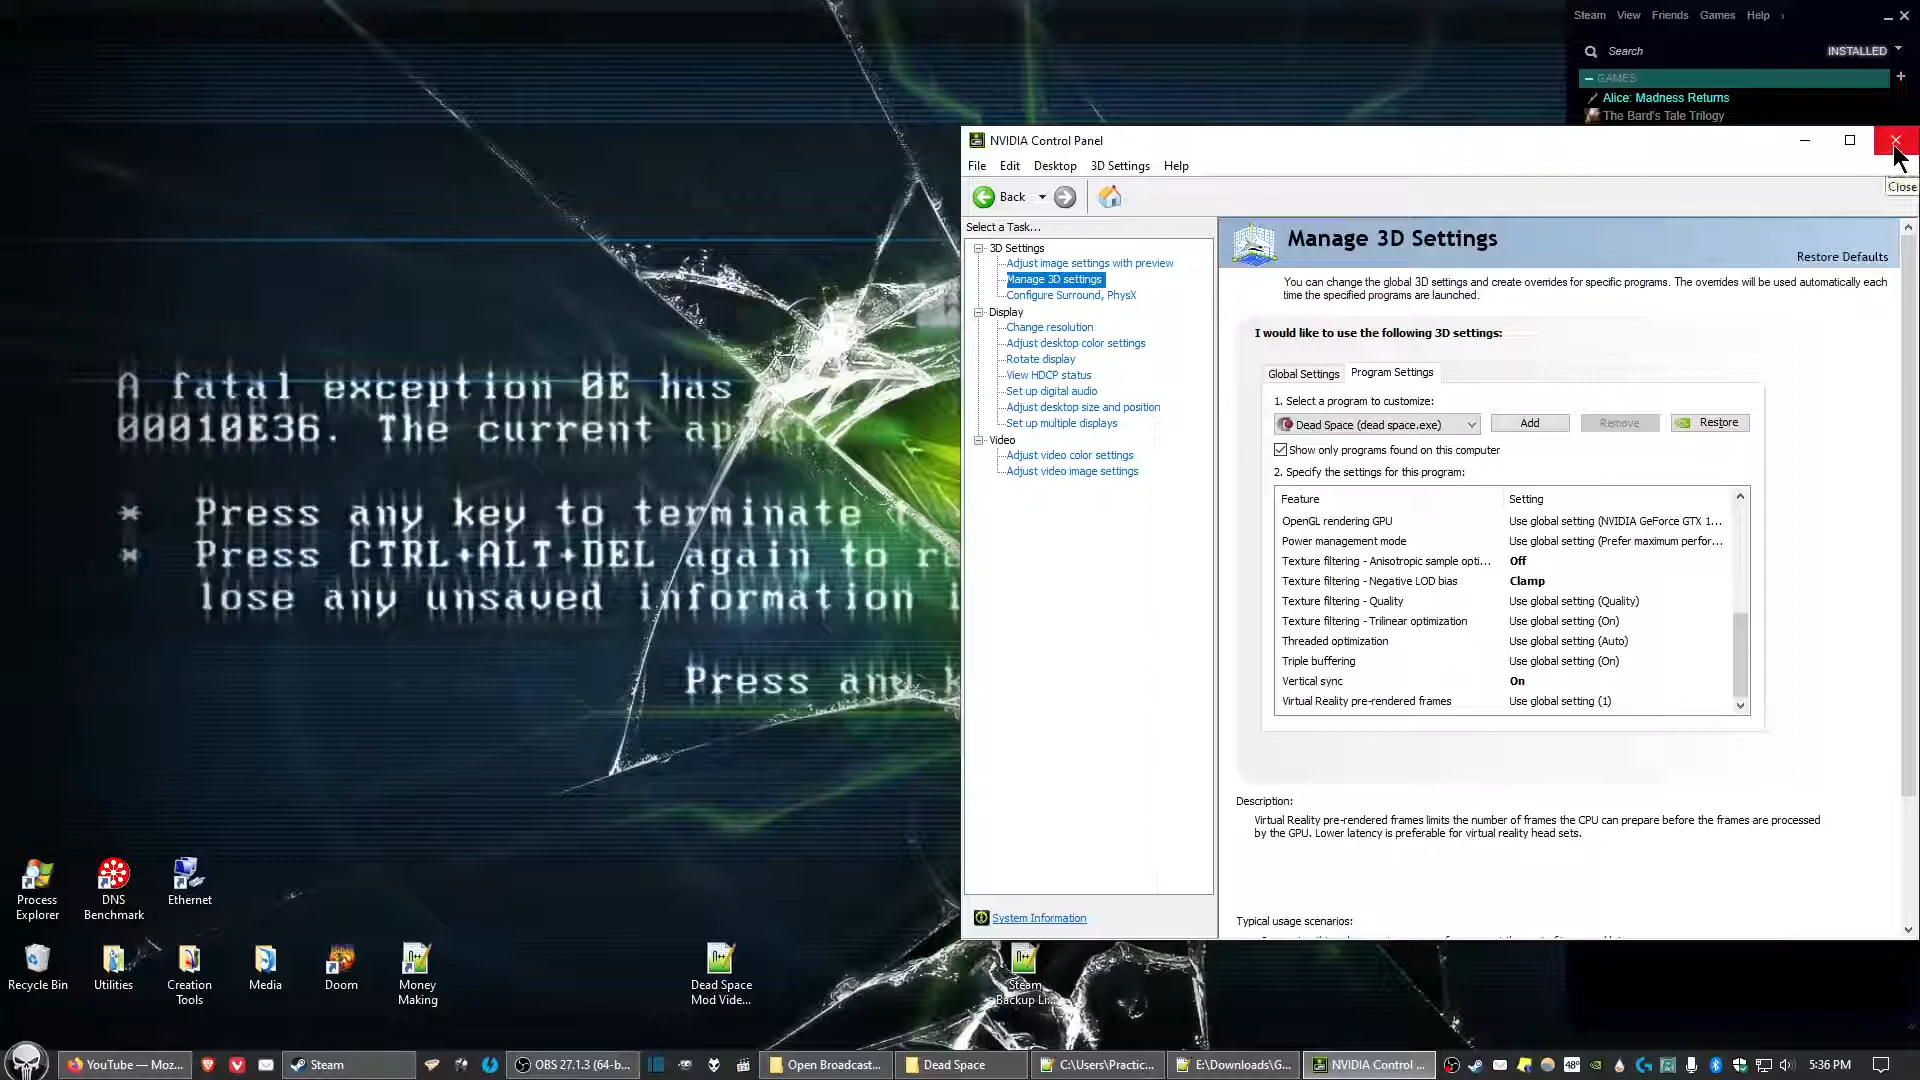 Steam View Friends Games Help
Search INSTALLED
GAMES
Alice: Madness Returns
The Bard's Tale Trilogy
NVIDIA Control Panel
File Edit Desktop 3D Settings Help
Close
Back
Select a Task...
3D Settings
Adjust image settings with preview
Manage 3D settings
Configure Surround, PhysX
Display
Change resolution
Adjust desktop color settings
Rotate display
View HDCP status
Set up digital audio
Adjust desktop size and position
Set up multiple displays
Video
Adjust video color settings
Adjust video image settings
System Information
Manage 3D Settings
Restore Defaults
You can change the global 3D settings and create overrides for specific programs. The overrides will be used automatically each
time the specified programs are launched.
I would like to use the following 3D settings:
Global Settings Program Settings
1. Select a program to customize:
Dead Space (dead space.exe) Add Remove Restore
Show only programs found on this computer
2. Specify the settings for this program:
Feature Setting
OpenGL rendering GPU Use global setting (NVIDIA GeForce GTX 1...
Power management mode Use global setting (Prefer maximum perfor...
Texture filtering - Anisotropic sample opti... Off
Texture filtering - Negative LOD bias Clamp
Texture filtering - Quality Use global setting (Quality)
Texture filtering - Trilinear optimization Use global setting (On)
Threaded optimization Use global setting (Auto)
Triple buffering Use global setting (On)
Vertical sync On
Virtual Reality pre-rendered frames Use global setting (1)
Description:
Virtual Reality pre-rendered frames limits the number of frames the CPU can prepare before the frames are processed
by the GPU. Lower latency is preferable for virtual reality head sets.
Typical usage scenarios:
A fatal exception 0E has
00010E36. The current
* Press any key to terminate
* Press CTRL+ALT+DEL again to
lose any unsaved information
Press any
Process
Explorer
DNS
Benchmark
Ethernet
Recycle Bin
Utilities
Creation
Tools
Media
Doom
Money
Making
Dead Space
Mod Vide...
Steam
Backup Li...
YouTube — Moz...
Steam
OBS 27.1.3 (64-b...
Open Broadcast...
Dead Space
C:\Users\Practic...
E:\Downloads\G...
NVIDIA Control ...
48°
5:36 PM